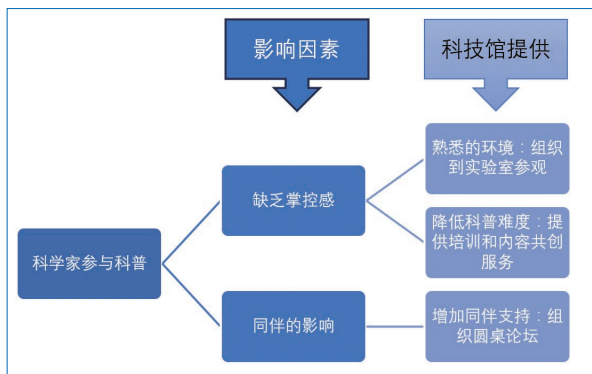 影响因素
科技馆提供
熟悉的环境：组织
到实验室参观
缺乏掌控感
降低科普难度：提
供培训和内容共创
服务
科学家参与科普
同伴的影响
增加同伴支持：组
织圆桌论坛